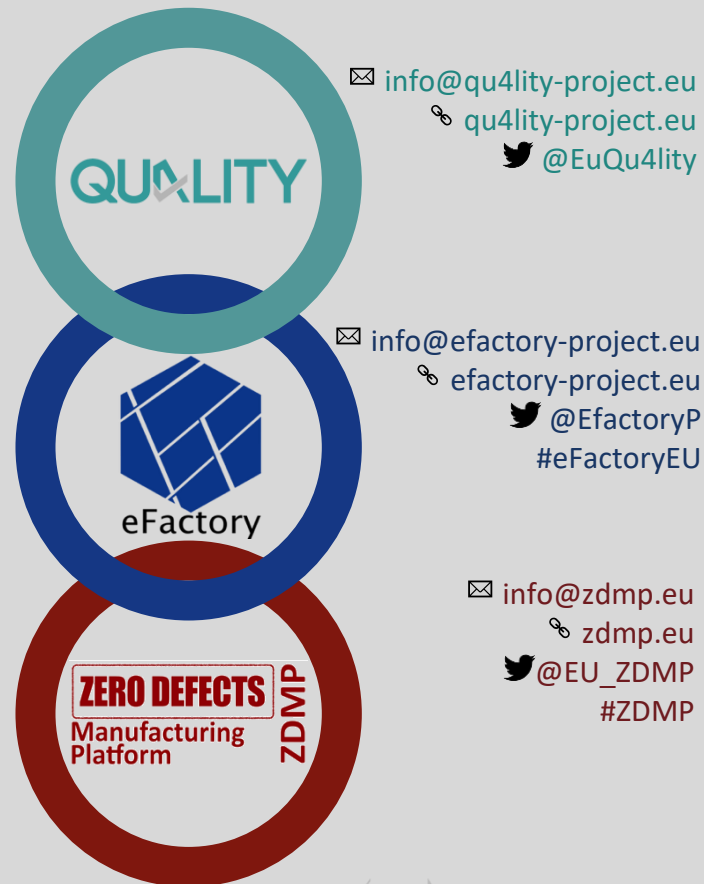 QU4LITY
info@qu4lity-project.eu
qu4lity-project.eu
@EuQu4lity
eFactory
info@efactory-project.eu
efactory-project.eu
@EfactoryP
#eFactoryEU
ZERO DEFECTS
Manufacturing
Platform
ZDMP
info@zdmp.eu
zdmp.eu
@EU_ZDMP
#ZDMP